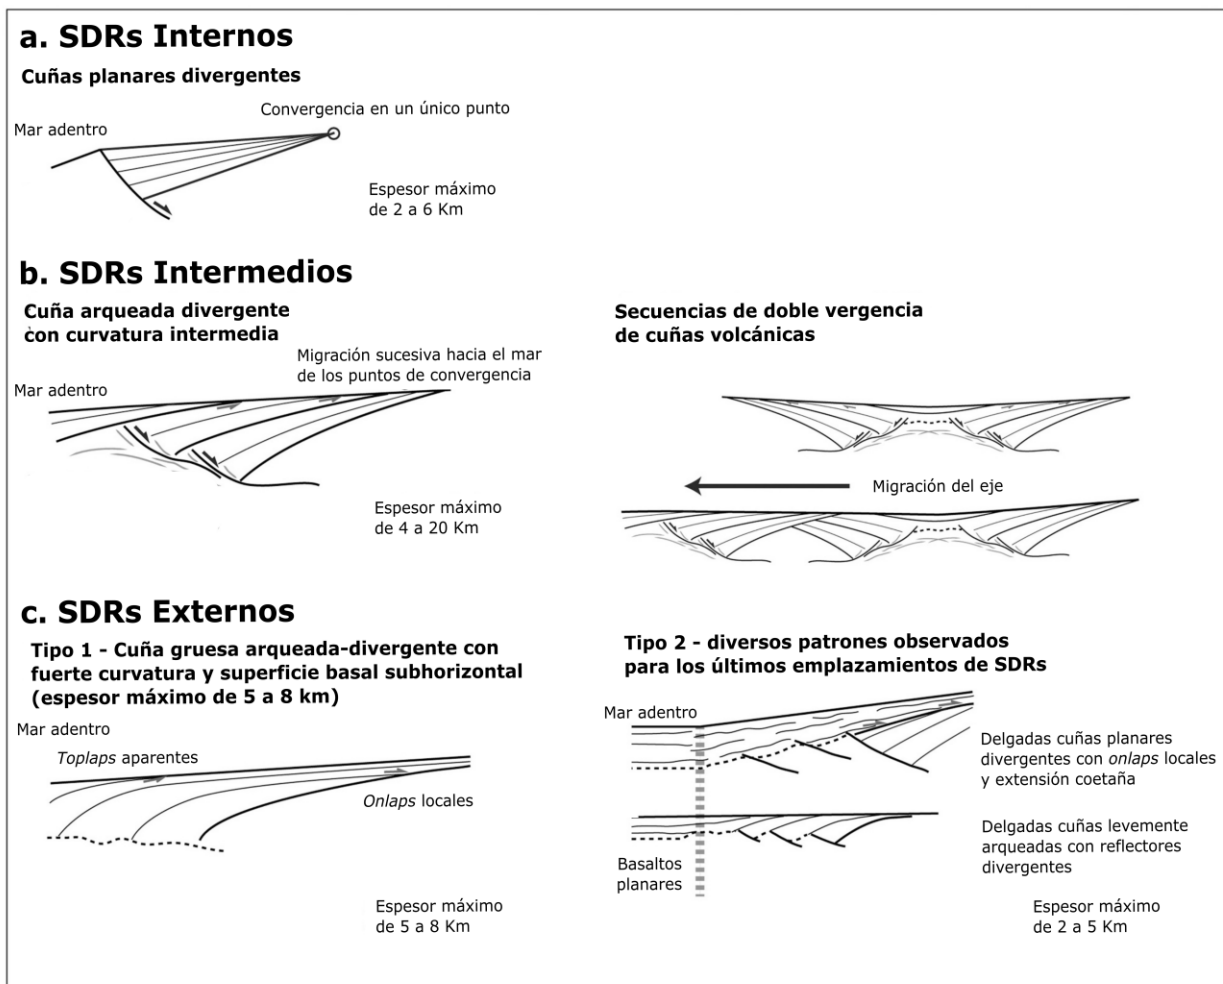 a. SDRs Internos
Cuñas planares divergentes
Convergencia en un único punto
Mar adentro
Espesor máximo
de 2 a 6 Km
b. SDRs Intermedios
Cuña arqueada divergente
con curvatura intermedia
Migración sucesiva hacia el mar
de los puntos de convergencia
Mar adentro
Espesor máximo
de 4 a 20 Km
Secuencias de doble vergencia
de cuñas volcánicas
Migración del eje
c. SDRs Externos
Tipo 1 - Cuña gruesa arqueada-divergente con
fuerte curvatura y superficie basal subhorizontal
(espesor máximo de 5 a 8 km)
Mar adentro
Toplaps aparentes
Onlaps locales
Espesor máximo
de 5 a 8 Km
Tipo 2 - diversos patrones observados
para los últimos emplazamientos de SDRs
Mar adentro
Delgadas cuñas planares
divergentes con onlaps locales
y extensión coetaña
Delgadas cuñas levemente
arqueadas con reflectores
divergentes
Basaltos
planares
Espesor máximo
de 2 a 5 Km